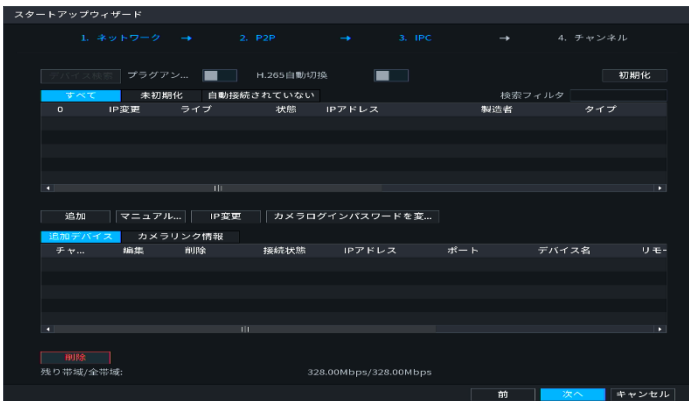 スタートアップウィザード
1. ネットワーク → 2. P2P → 3. IPC → 4. チャンネル
デバイス検索 プラグアン... H.265自動切換 初期化
すべて 未初期化 自動接続されていない 検索フィルタ
0 IP変更 ライブ 状態 IPアドレス 製造者 タイプ
追加 マニュアル... IP変更 カメラログインパスワードを変...
追加デバイス カメラリンク情報
チャ... 編集 削除 接続状態 IPアドレス ポート デバイス名 リモー
削除
残り帯域/全帯域: 328.00Mbps/328.00Mbps
前 次へ キャンセル